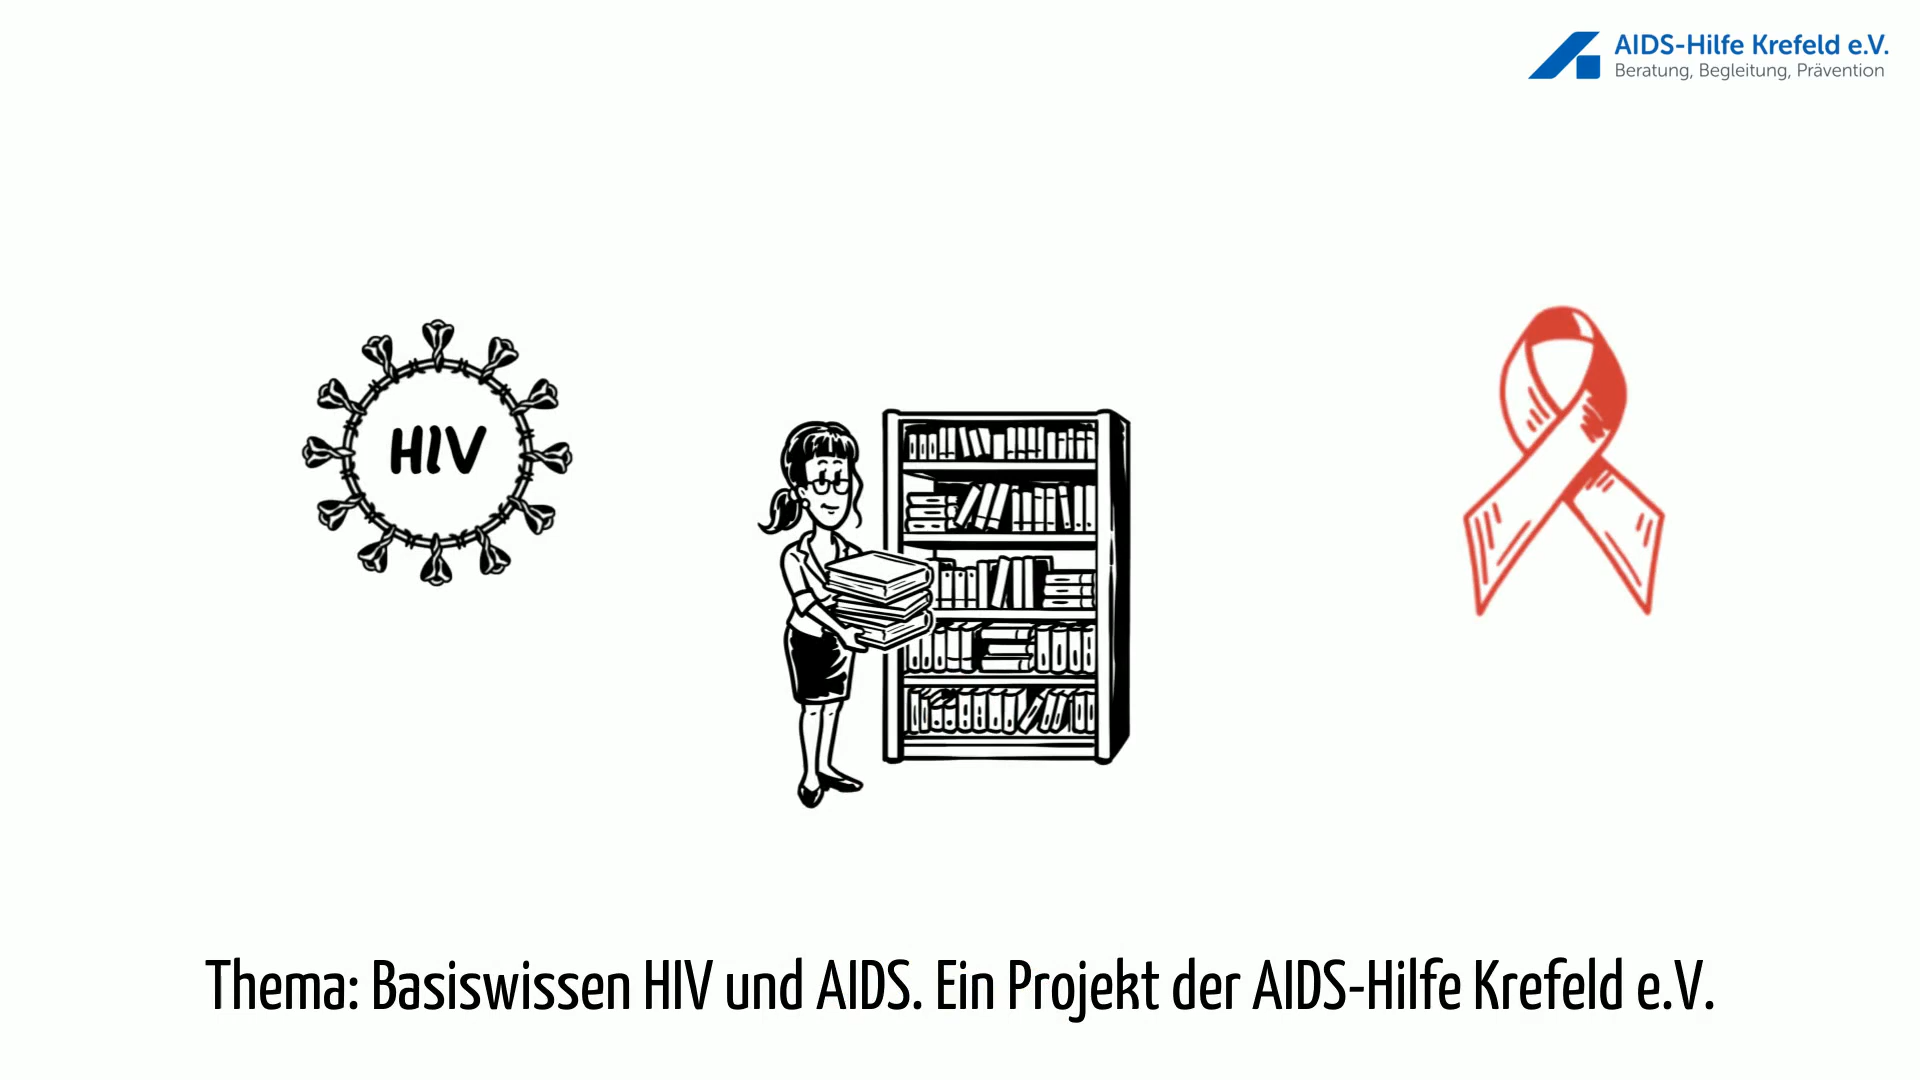 AIDS-Hilfe Krefeld e.V.
Beratung, Begleitung, Prävention
HIV
Thema: Basiswissen HIV und AIDS. Ein Projekt der AIDS-Hilfe Krefeld e.V.